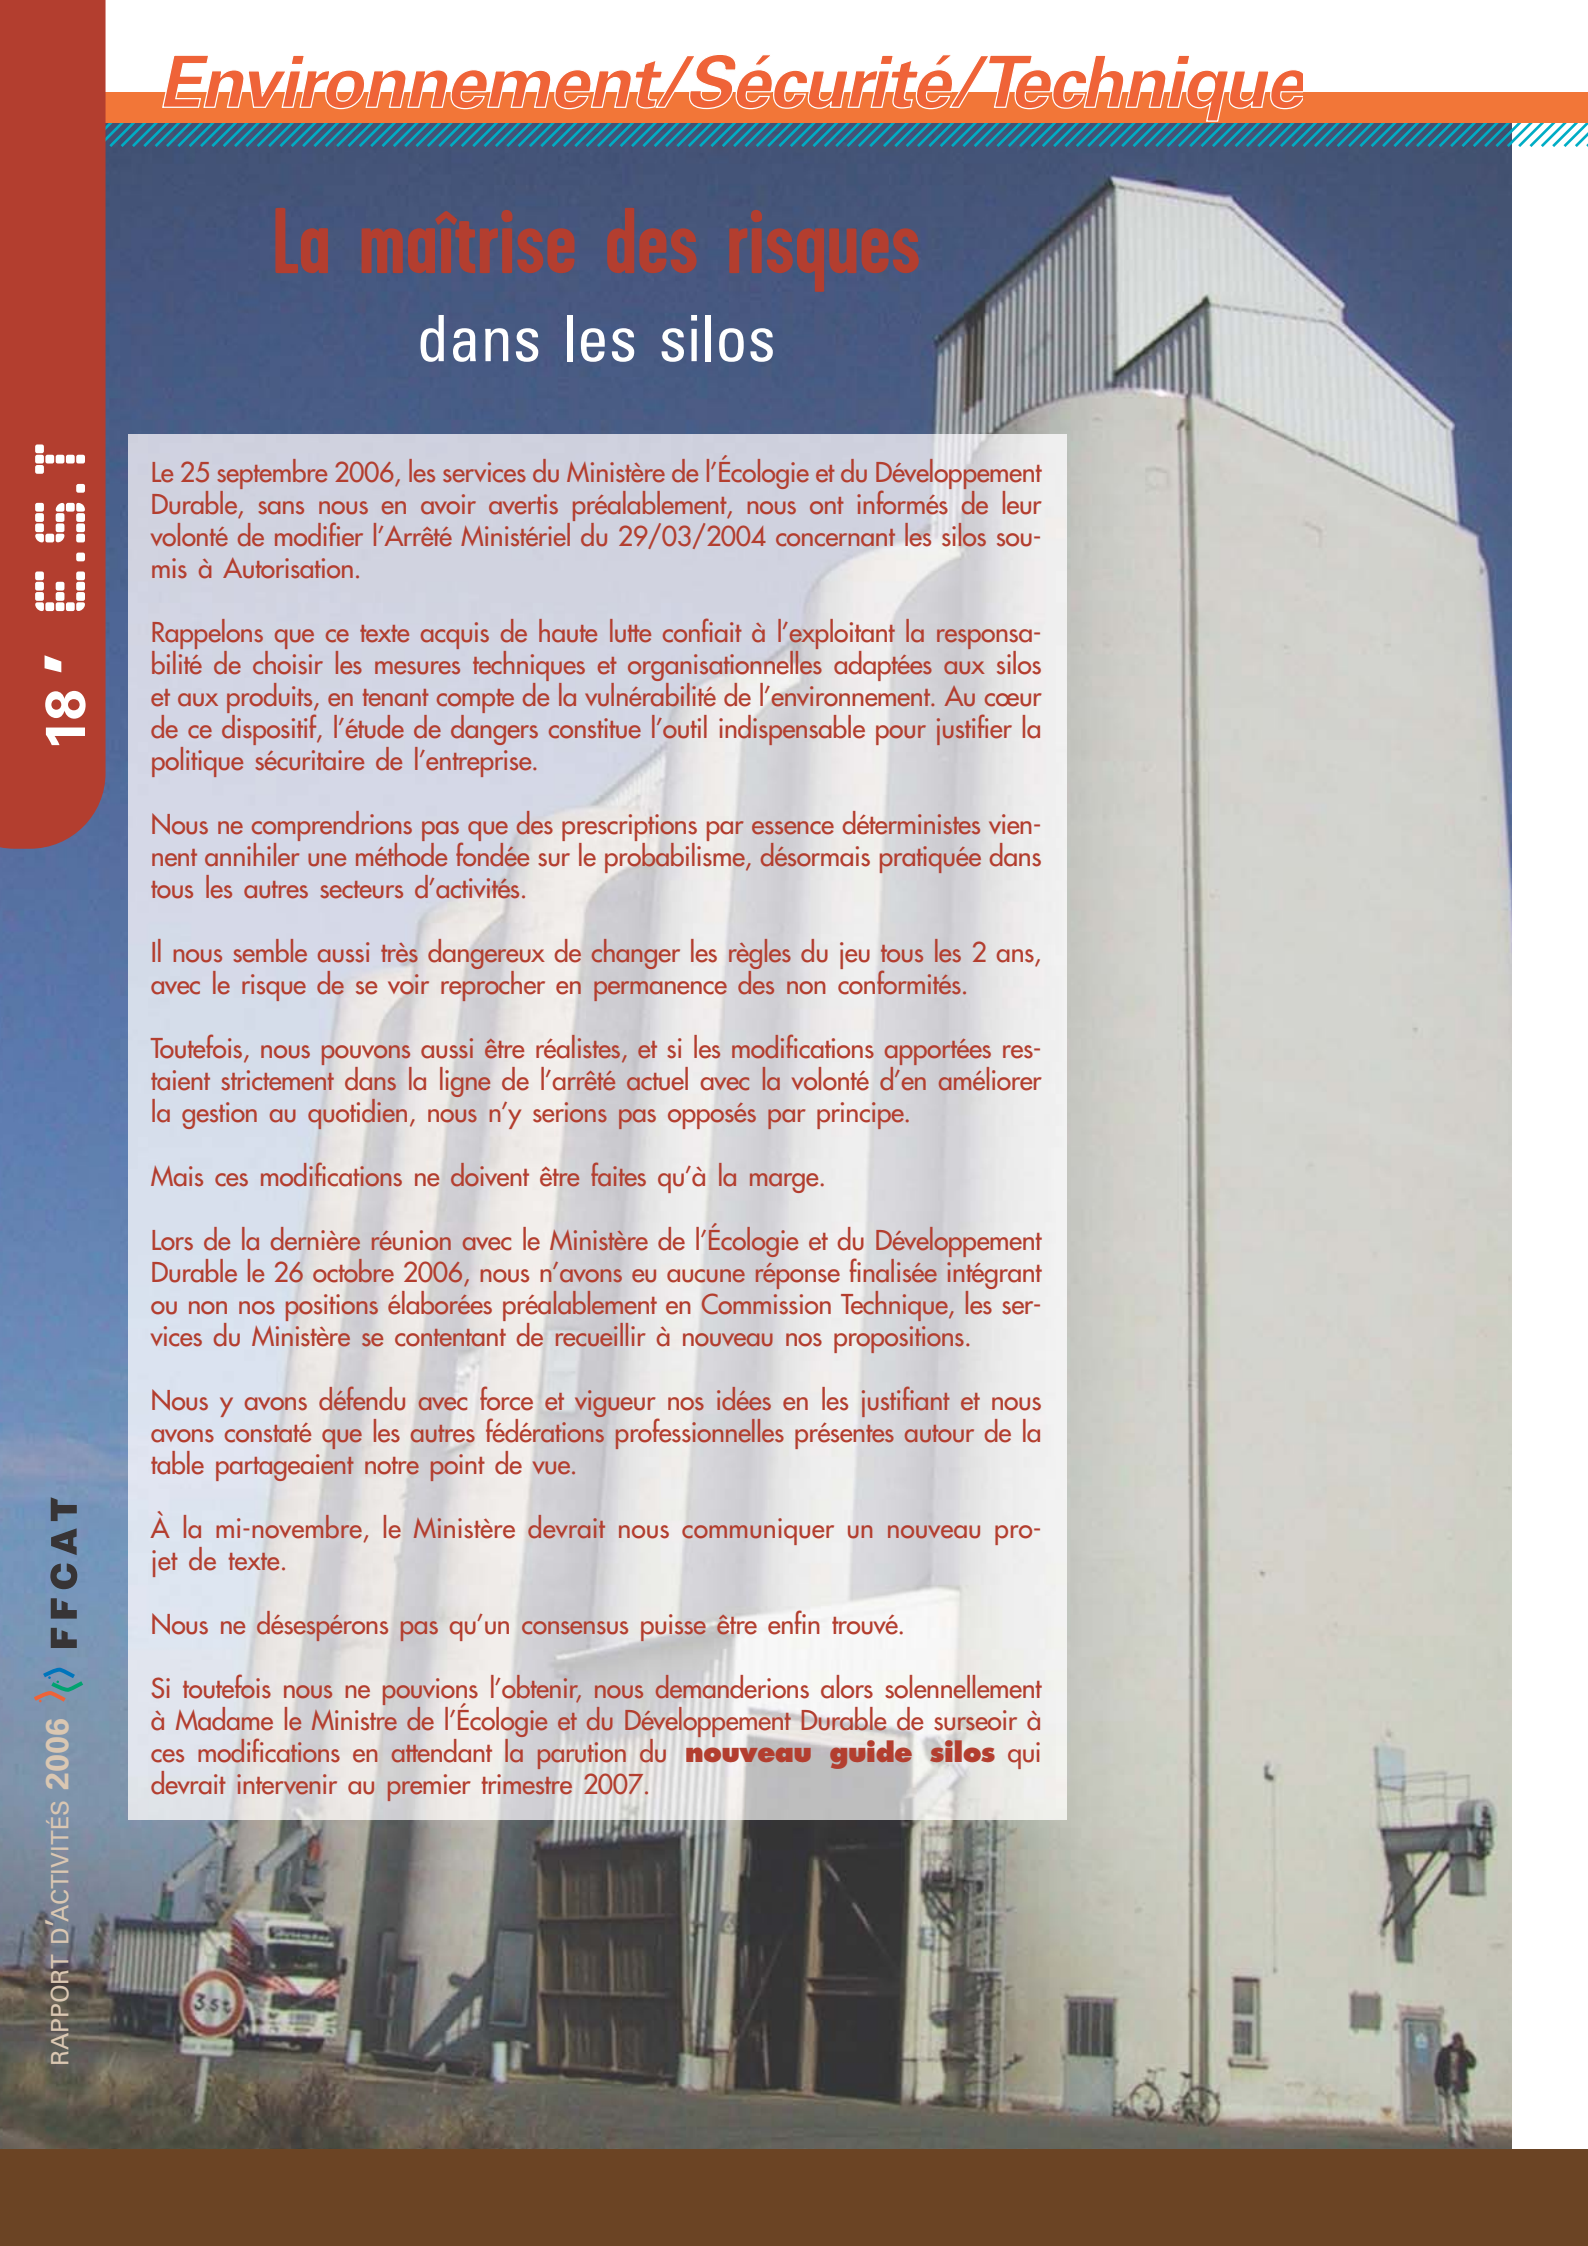 Environnement/Sécurité/Technique
La maîtrise des risques
dans les silos
18’ E.S.T
Le 25 septembre 2006, les services du Ministère de l’Écologie et du Développement
Durable, sans nous en avoir avertis préalablement, nous ont informés de leur
volonté de modifier l’Arrêté Ministériel du 29/03/2004 concernant les silos sou-
mis à Autorisation.
Rappelons que ce texte acquis de haute lutte confiait à l’exploitant la responsa-
bilité de choisir les mesures techniques et organisationnelles adaptées aux silos
et aux produits, en tenant compte de la vulnérabilité de l’environnement. Au cœur
de ce dispositif, l’étude de dangers constitue l’outil indispensable pour justifier la
politique sécuritaire de l’entreprise.
Nous ne comprendrions pas que des prescriptions par essence déterministes vien-
nent annihiler une méthode fondée sur le probabilisme, désormais pratiquée dans
tous les autres secteurs d’activités.
Il nous semble aussi très dangereux de changer les règles du jeu tous les 2 ans,
avec le risque de se voir reprocher en permanence des non conformités.
Toutefois, nous pouvons aussi être réalistes, et si les modifications apportées res-
taient strictement dans la ligne de l’arrêté actuel avec la volonté d’en améliorer
la gestion au quotidien, nous n’y serions pas opposés par principe.
Mais ces modifications ne doivent être faites qu’à la marge.
Lors de la dernière réunion avec le Ministère de l’Écologie et du Développement
Durable le 26 octobre 2006, nous n’avons eu aucune réponse finalisée intégrant
ou non nos positions élaborées préalablement en Commission Technique, les ser-
vices du Ministère se contentant de recueillir à nouveau nos propositions.
Nous y avons défendu avec force et vigueur nos idées en les justifiant et nous
avons constaté que les autres fédérations professionnelles présentes autour de la
table partageaient notre point de vue.
À la mi-novembre, le Ministère devrait nous communiquer un nouveau pro-
jet de texte.
Nous ne désespérons pas qu’un consensus puisse être enfin trouvé.
Si toutefois nous ne pouvions l’obtenir, nous demanderions alors solennellement
à Madame le Ministre de l’Écologie et du Développement Durable de surseoir à
ces modifications en attendant la parution du nouveau guide silos qui
devrait intervenir au premier trimestre 2007.
RAPPORT D’ACTIVITÉS 2006 FFCAT
3.5t